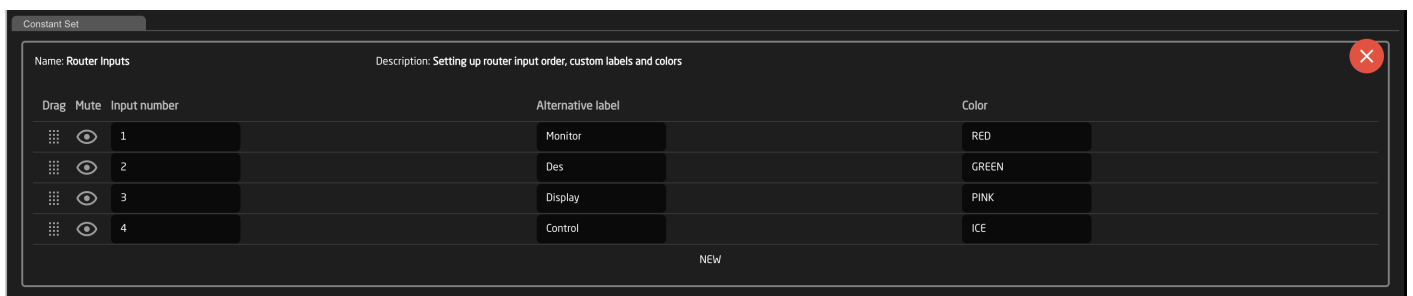 Constant Set
Name: Router Inputs Description: Setting up router input order, custom labels and colors
Drag Mute Input number Alternative label Color
1 Monitor RED
2 Des GREEN
3 Display PINK
4 Control ICE
NEW